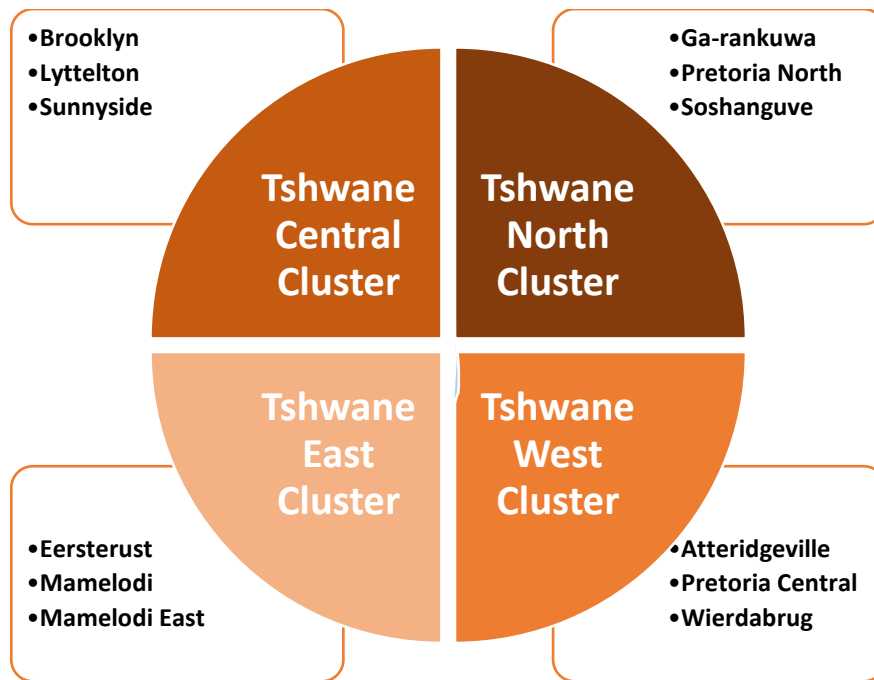 •Brooklyn
•Lyttelton
•Sunnyside
•Ga-rankuwa
•Pretoria North
•Soshanguve
Tshwane
Central
Cluster
Tshwane
North
Cluster
Tshwane
East
Cluster
Tshwane
West
Cluster
•Eersterust
•Mamelodi
•Mamelodi East
•Atteridgeville
•Pretoria Central
•Wierdabrug